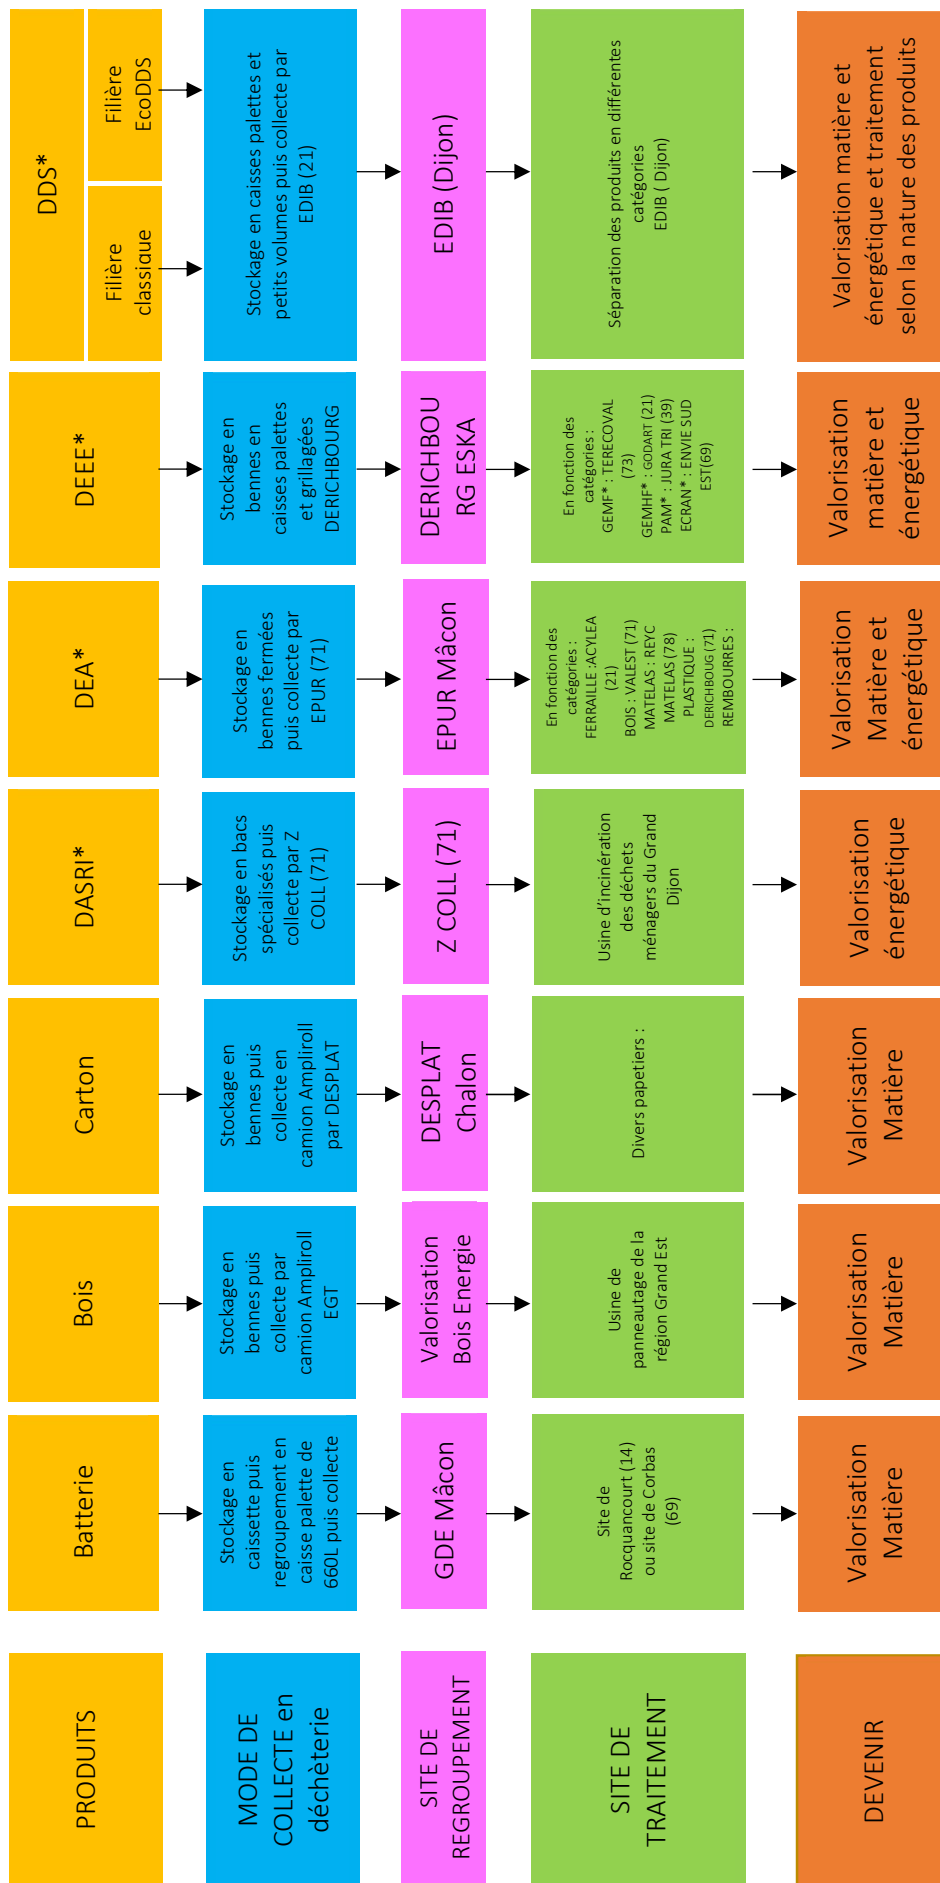 PRODUITS
Batterie
Bois
Carton
DASRI*
DEA*
DEEE*
DDS*
Filière
classique
Filière
EcoDDS
MODE DE
COLLECTE en
déchèterie
Stockage en
caissette puis
regroupement en
caisse palette de
660L puis collecte
Stockage en
bennes puis
collecte par
camion Ampliroll
EGT
Stockage en
bennes puis
collecte en
camion Ampliroll
par DESPLAT
Stockage en bacs
spécialisés puis
collecte par Z
COLL (71)
Stockage en
bennes fermées
puis collecte par
EPUR (71)
Stockage en
bennes en
caisses palettes
et grillagées
DERICHBOURG
Stockage en caisses palettes et
petits volumes puis collecte par
EDIB (21)
SITE DE
REGROUPEMENT
GDE Mâcon
Valorisation
Bois Energie
DESPLAT
Chalon
Z COLL (71)
EPUR Mâcon
DERICHBOU
RG ESKA
EDIB (Dijon)
SITE DE
TRAITEMENT
Site de
Rocquancourt (14)
ou site de Corbas
(69)
Usine de
panneautage de la
région Grand Est
Divers papetiers :
Usine d'incinération
des déchets
ménagers du Grand
Dijon
En fonction des
catégories :
FERRAILLE :ACYLEA
(21)
BOIS : VALEST (71)
MATELAS : REYC
MATELAS (78)
PLASTIQUE :
DERICHBOUG (71)
REMBOURRES :
En fonction des
catégories :
GEMF* : TERECOVAL
(73)
GEMHF* : GODART (21)
PAM* : JURA TRI (39)
ECRAN* : ENVIE SUD
EST(69)
Séparation des produits en différentes
catégories
EDIB ( Dijon)
DEVENIR
Valorisation
Matière
Valorisation
Matière
Valorisation
Matière
Valorisation
énergétique
Valorisation
Matière et
énergétique
Valorisation
matière et
énergétique
Valorisation matière et
énergétique et traitement
selon la nature des produits